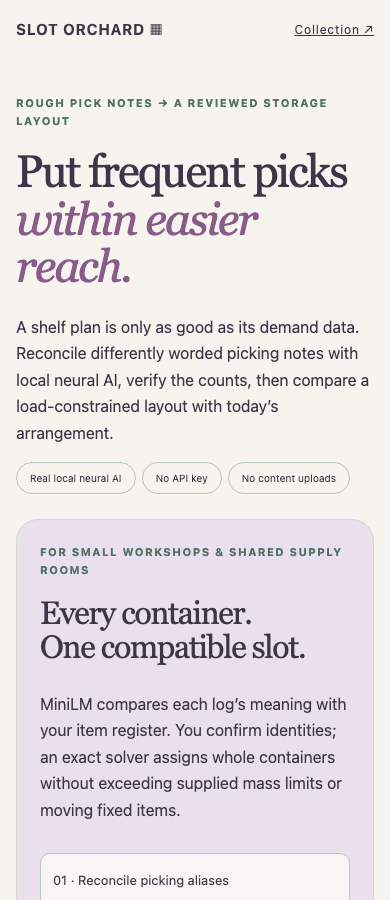 SLOT ORCHARD ▦
Collection ↗
ROUGH PICK NOTES → A REVIEWED STORAGE
LAYOUT
Put frequent picks
within easier
reach.
A shelf plan is only as good as its demand data.
Reconcile differently worded picking notes with
local neural AI, verify the counts, then compare a
load-constrained layout with today’s
arrangement.
Real local neural AI
No API key
No content uploads
FOR SMALL WORKSHOPS & SHARED SUPPLY
ROOMS
Every container.
One compatible slot.
MiniLM compares each log’s meaning with
your item register. You confirm identities;
an exact solver assigns whole containers
without exceeding supplied mass limits or
moving fixed items.
01 · Reconcile picking aliases